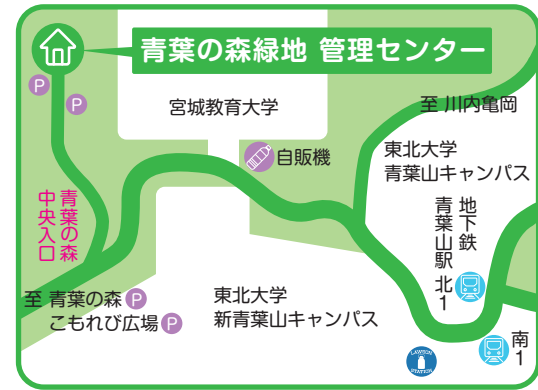 青葉の森緑地 管理センター
P
P
宮城教育大学
至 川内亀岡
自販機
東北大学
青葉山キャンパス
青葉の森
中央入口
地下鉄
青葉山駅
北1
至 青葉の森 P
こもれび広場 P
東北大学
新青葉山キャンパス
南1
LAWSON
STATION